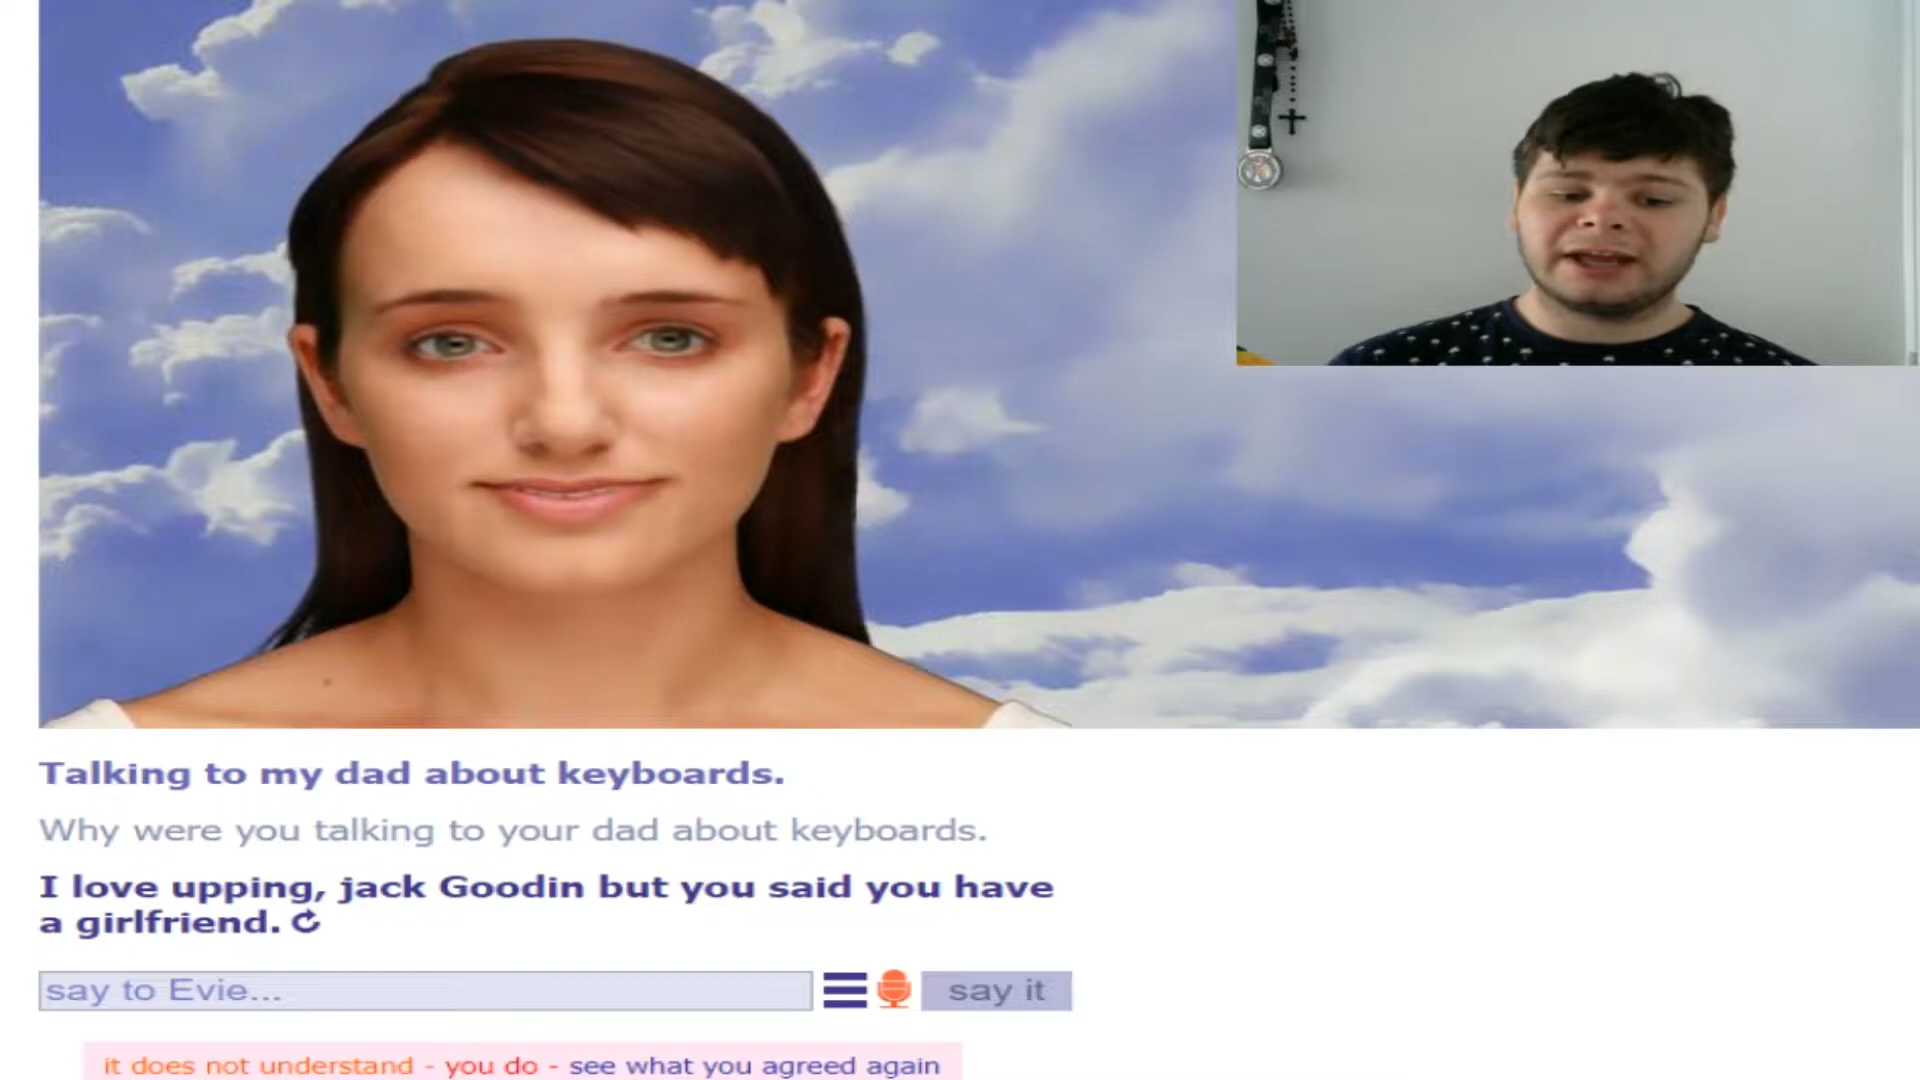 Talking to my dad about keyboards.
Why were you talking to your dad about keyboards.
I love upping, jack Goodin but you said you have
a girlfriend.
say to Evie...
say it
it does not understand - you do - see what you agreed again